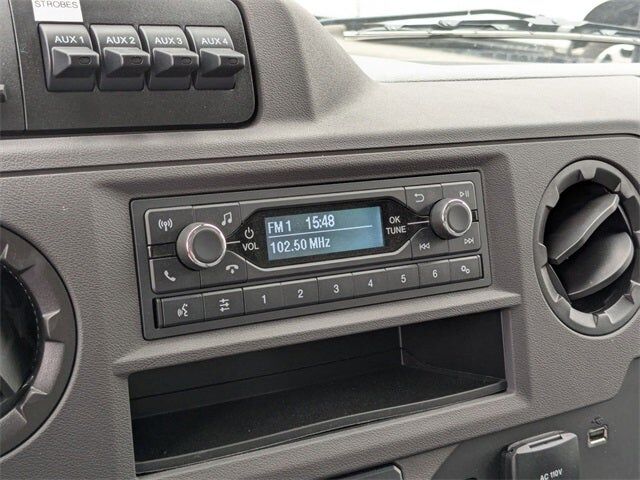 STROBES
AUX 1 AUX 2 AUX 3 AUX 4
FM 1 15:48
102.50 MHz
VOL
OK
TUNE
1 2 3 4 5 6
AC 110V